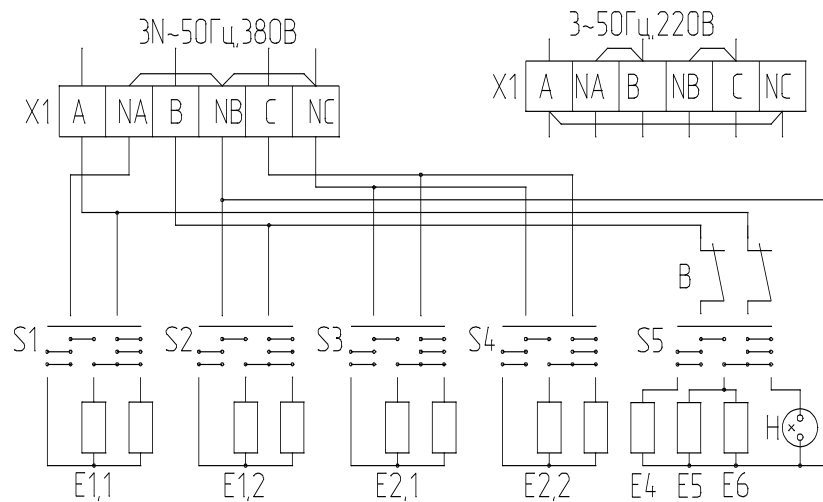 3N~50Гц,380В
3~50Гц,220В
X1 A NA B NB C NC
X1 A NA B NB C NC
B
S1 S2 S3 S4 S5
H
E1,1 E1,2 E2,1 E2,2 E4 E5 E6